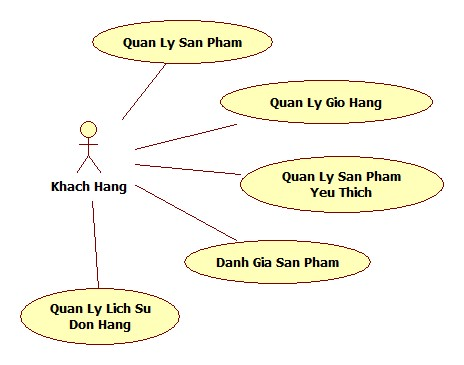 Quan Ly San Pham
Quan Ly Gio Hang
Khach Hang
Quan Ly San Pham
Yeu Thich
Danh Gia San Pham
Quan Ly Lich Su
Don Hang